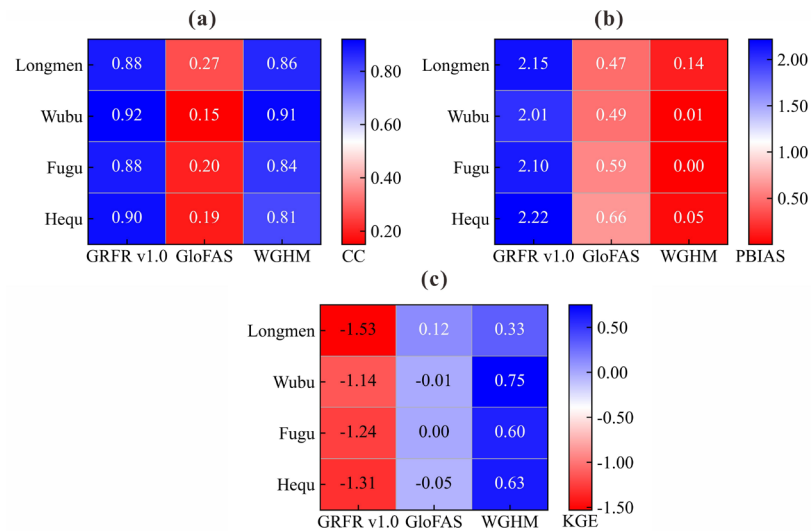 (a)
Longmen 0.88 0.27 0.86
Wubu 0.92 0.15 0.91
Fugu 0.88 0.20 0.84
Hequ 0.90 0.19 0.81
GRFR v1.0 GloFAS WGHM
0.80
0.60
0.40
0.20
CC
(b)
Longmen 2.15 0.47 0.14
Wubu 2.01 0.49 0.01
Fugu 2.10 0.59 0.00
Hequ 2.22 0.66 0.05
GRFR v1.0 GloFAS WGHM
2.00
1.50
1.00
0.50
PBIAS
(c)
Longmen -1.53 0.12 0.33
Wubu -1.14 -0.01 0.75
Fugu -1.24 0.00 0.60
Hequ -1.31 -0.05 0.63
GRFR v1.0 GloFAS WGHM
0.50
0.00
-0.50
-1.00
-1.50
KGE